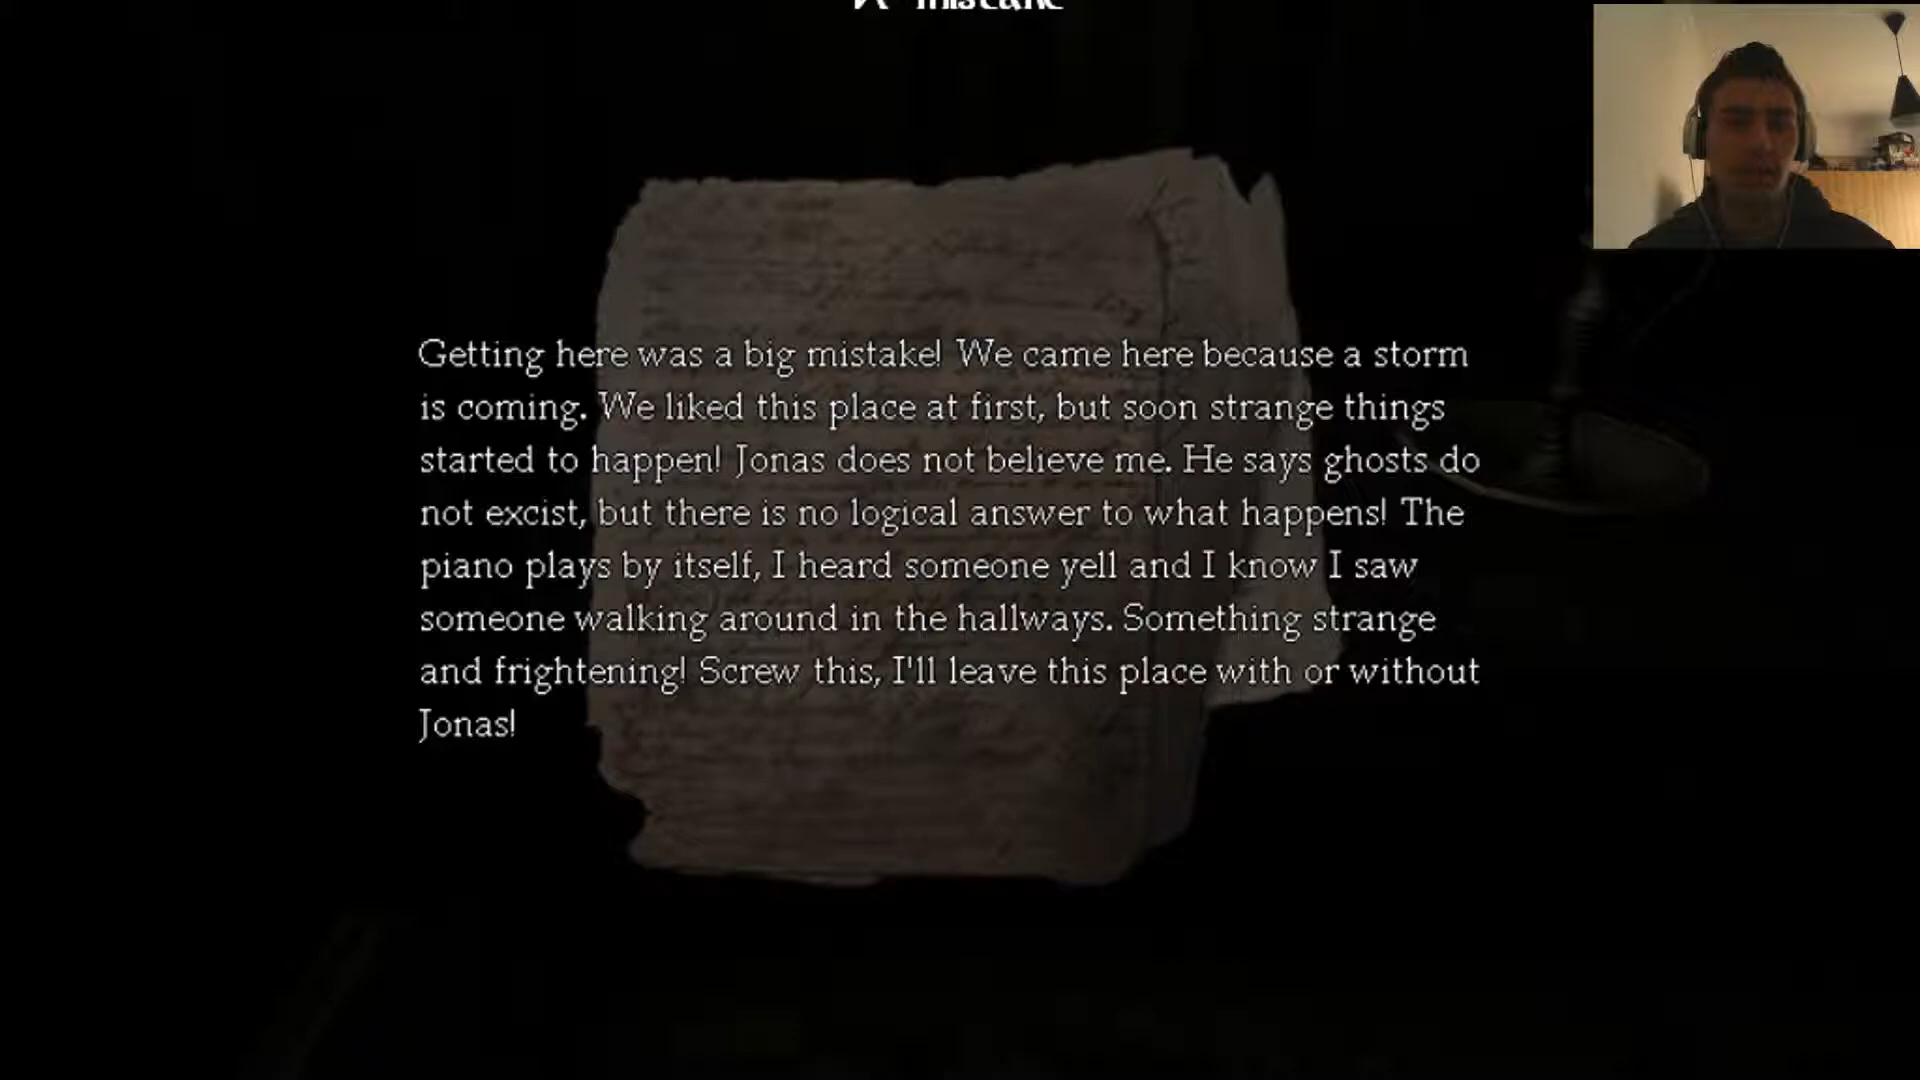 A mistake
Getting here was a big mistake! We came here because a storm
is coming. We liked this place at first, but soon strange things
started to happen! Jonas does not believe me. He says ghosts do
not excist, but there is no logical answer to what happens! The
piano plays by itself, I heard someone yell and I know I saw
someone walking around in the hallways. Something strange
and frightening! Screw this, I'll leave this place with or without
Jonas!